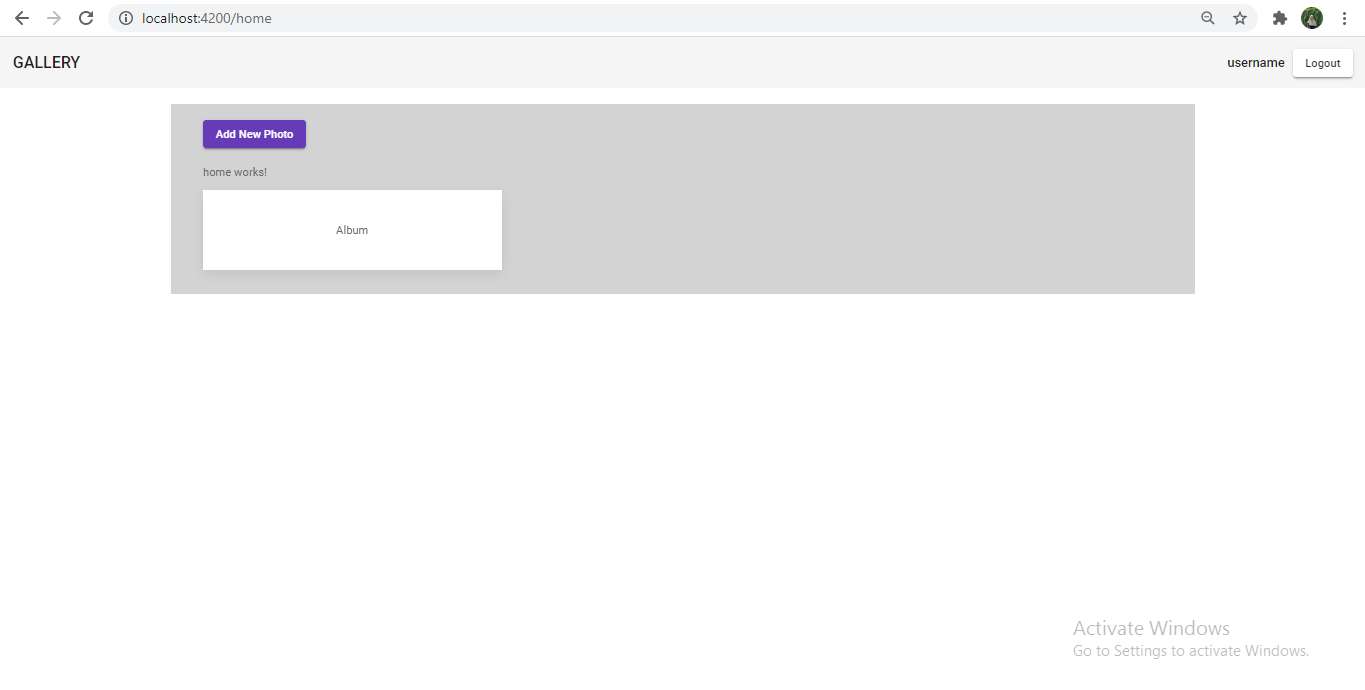 localhost:4200/home
GALLERY
username
Logout
Add New Photo
home works!
Album
Activate Windows
Go to Settings to activate Windows.